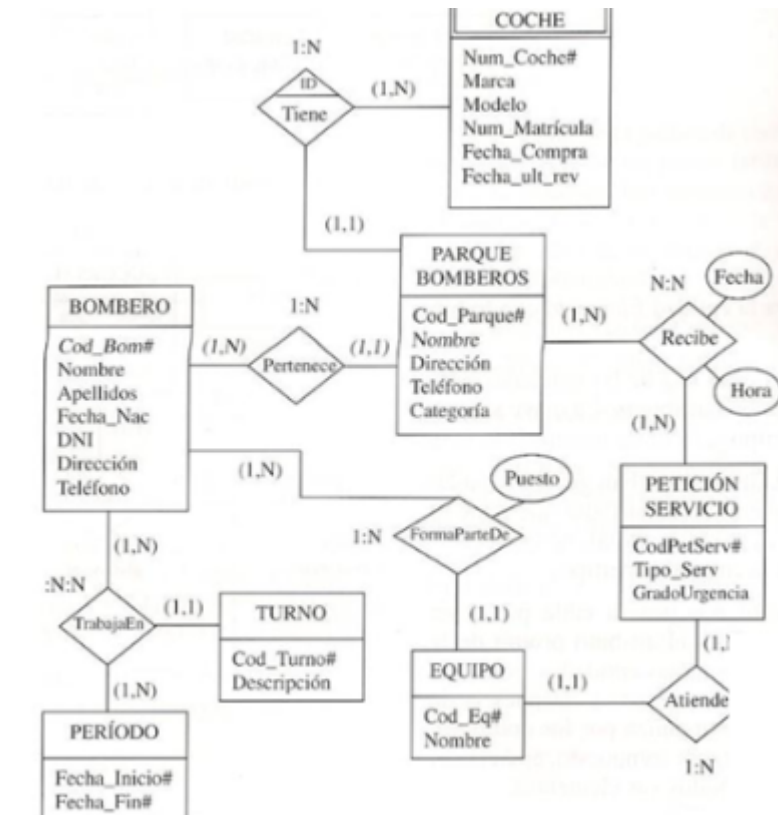 COCHE
Num_Coche#
Marca
Modelo
Num_Matrícula
Fecha_Compra
Fecha_ult_rev
1:N
ID
Tiene
(1,N)
(1,1)
PARQUE
BOMBEROS
Cod_Parque#
Nombre
Dirección
Teléfono
Categoría
BOMBERO
Cod_Bom#
Nombre
Apellidos
Fecha_Nac
DNI
Dirección
Teléfono
1:N
(1,N)
Pertenece
(1,1)
(1,N)
N:N
Recibe
Fecha
Hora
(1,N)
PETICIÓN
SERVICIO
CodPetServ#
Tipo_Serv
GradoUrgencia
(1,N)
Puesto
1:N
FormaParteDe
(1,1)
(1,N)
:N:N
TrabajaEn
(1,1)
TURNO
Cod_Turno#
Descripción
(1,N)
PERÍODO
Fecha_Inicio#
Fecha_Fin#
EQUIPO
Cod_Eq#
Nombre
(1,1)
Atiende
1:N